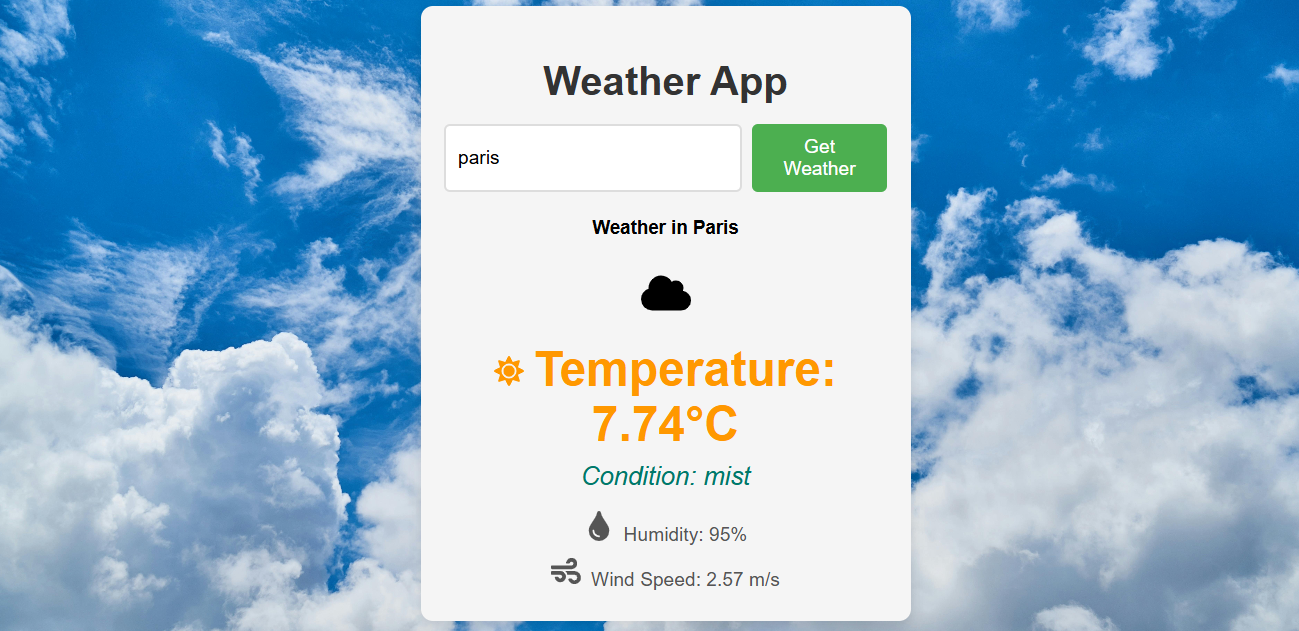 Weather App
paris
Get
Weather
Weather in Paris
Temperature:
7.74°C
Condition: mist
Humidity: 95%
Wind Speed: 2.57 m/s